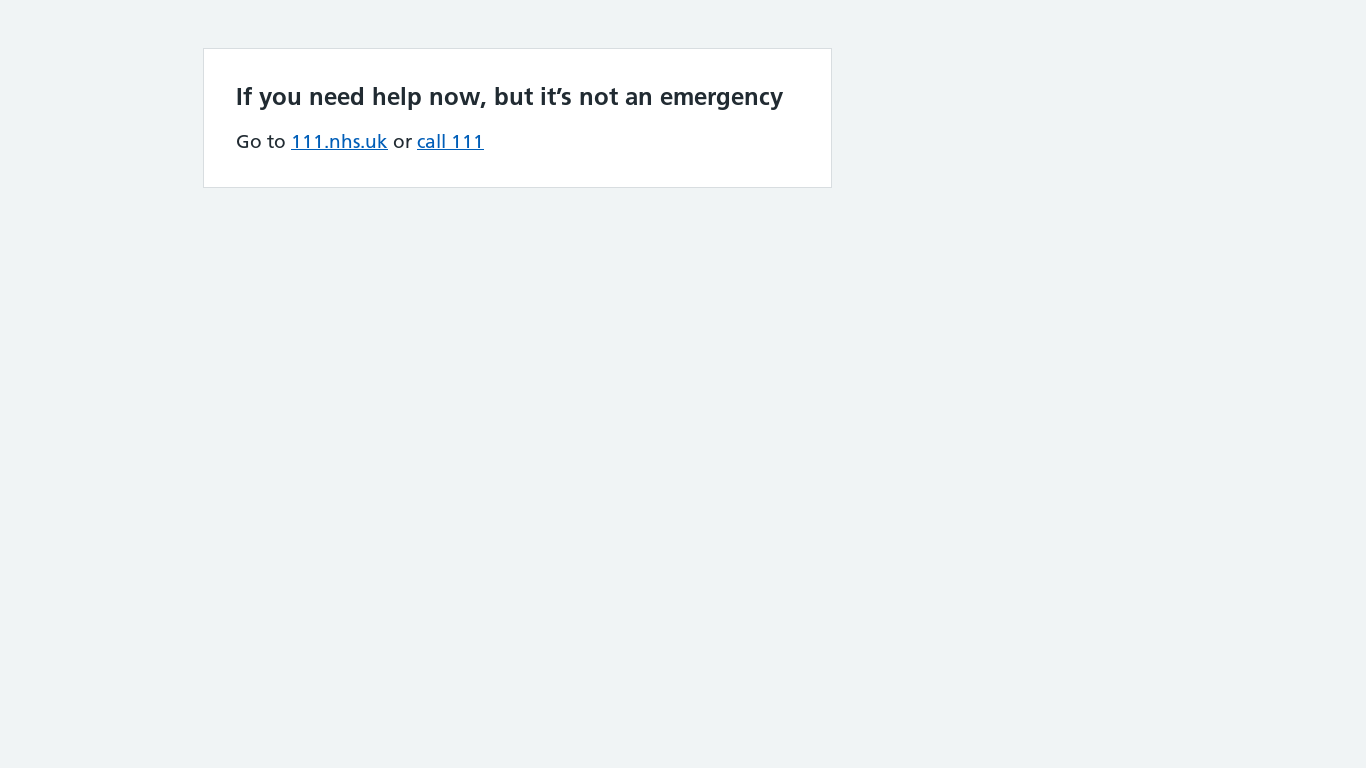 If you need help now, but it’s not an emergency
Go to 111.nhs.uk or call 111